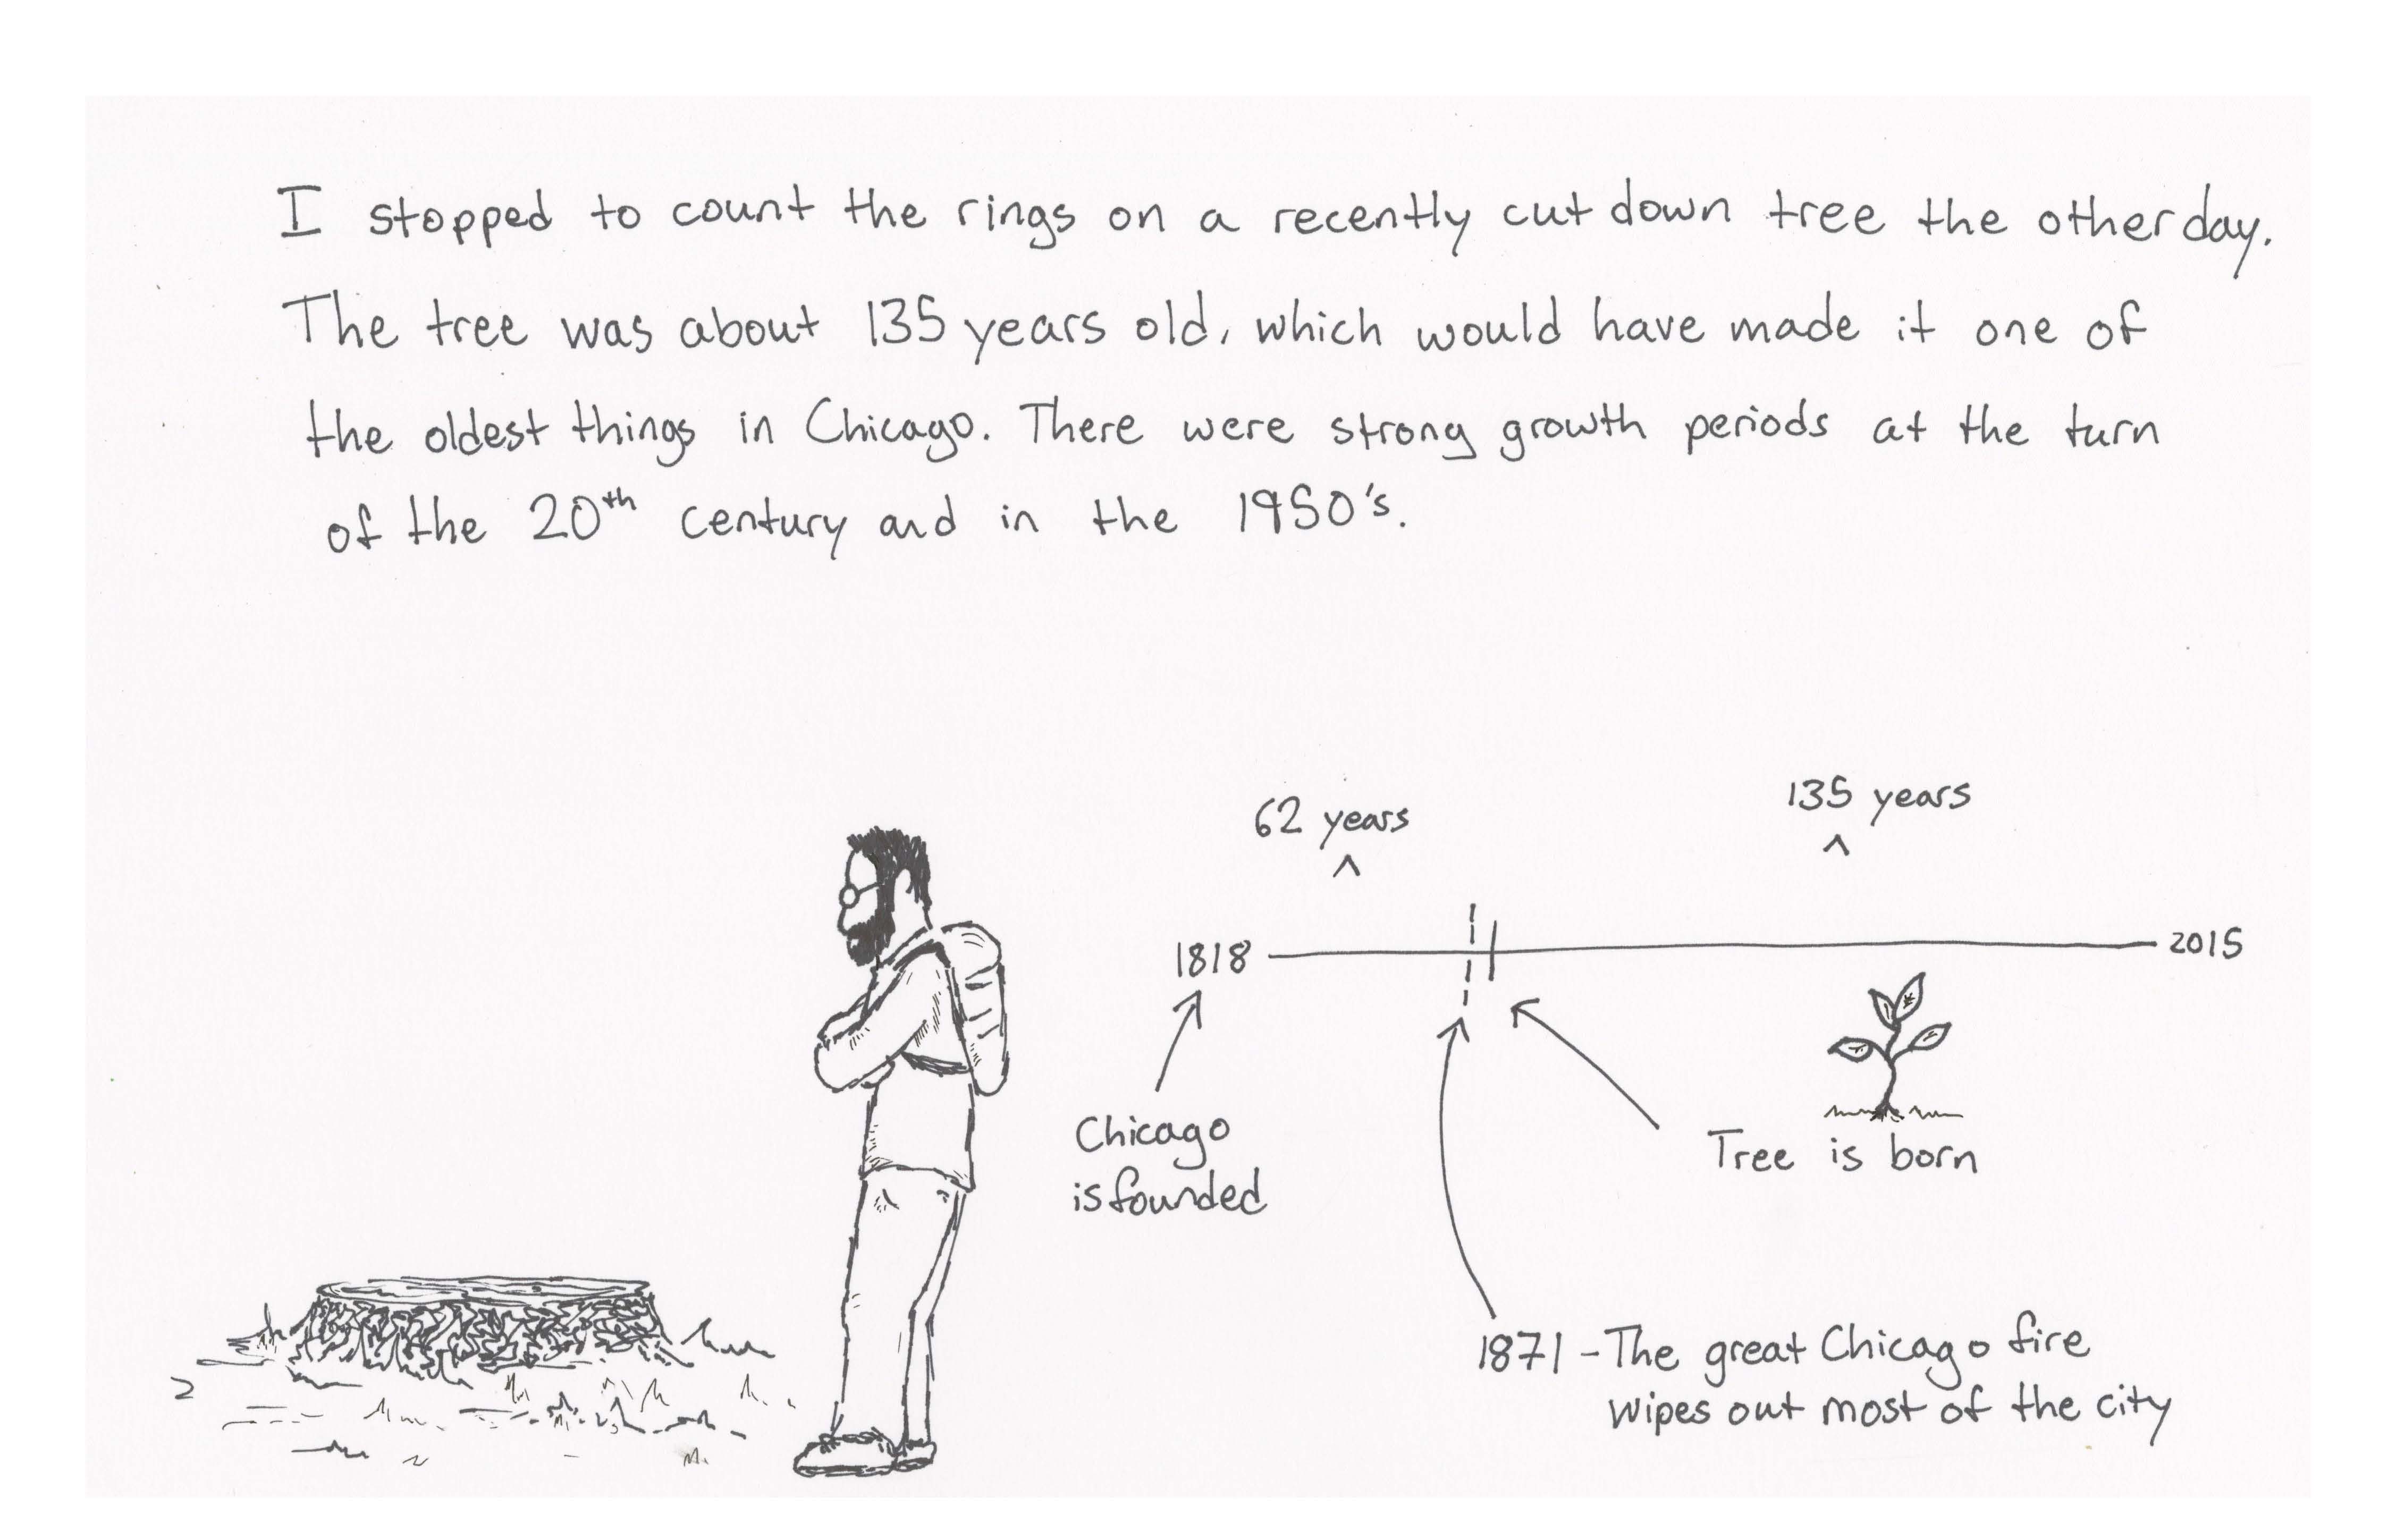 I stopped to count the rings on a recently cut down tree the other day.
The tree was about 135 years old, which would have made it one of
the oldest things in Chicago. There were strong growth periods at the turn
of the 20th century and in the 1950's.
62 years
^
135 years
^
1818
2015
Chicago
is founded
Tree is born
1871 - The great Chicago fire
wipes out most of the city